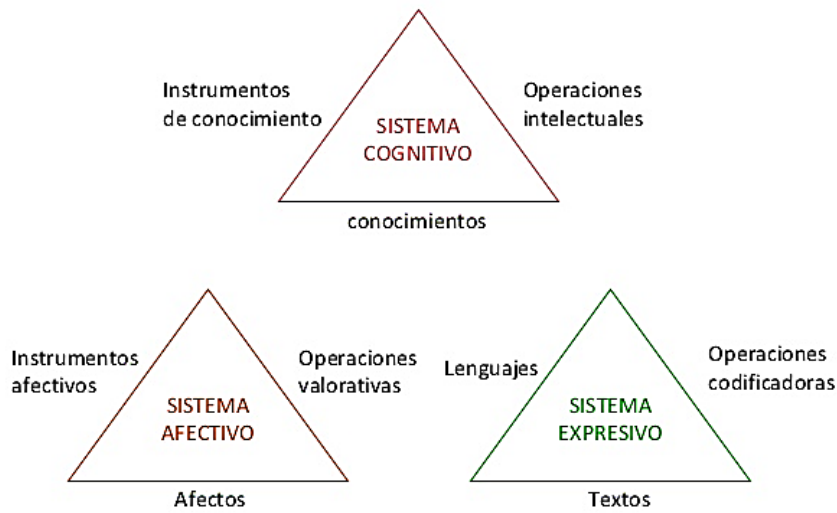 Instrumentos
de conocimiento
Operaciones
intelectuales
SISTEMA
COGNITIVO
conocimientos
Instrumentos
afectivos
Operaciones
valorativas
SISTEMA
AFECTIVO
Afectos
Lenguajes
Operaciones
codificadoras
SISTEMA
EXPRESIVO
Textos